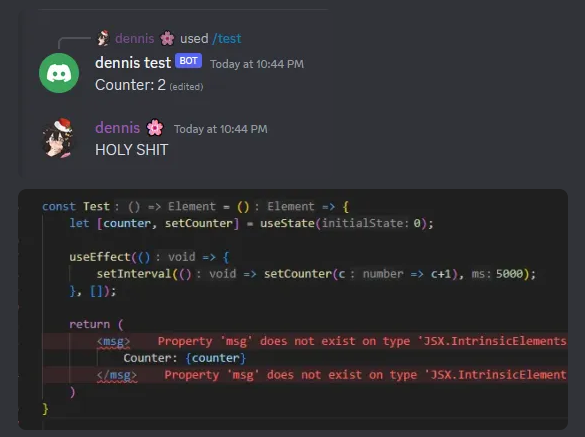 dennis 🌸 used /test
dennis test BOT Today at 10:44 PM
Counter: 2 (edited)
dennis 🌸 Today at 10:44 PM
HOLY SHIT
const Test: () => Element = (): Element => {
let [counter, setCounter] = useState(initialState: 0);
useEffect((): void => {
setInterval((): void => setCounter(c: number => c+1), ms: 5000);
}, []);
return (
<msg> Property 'msg' does not exist on type 'JSX.IntrinsicElements
Counter: {counter}
</msg> Property 'msg' does not exist on type 'JSX.IntrinsicElement
)
}